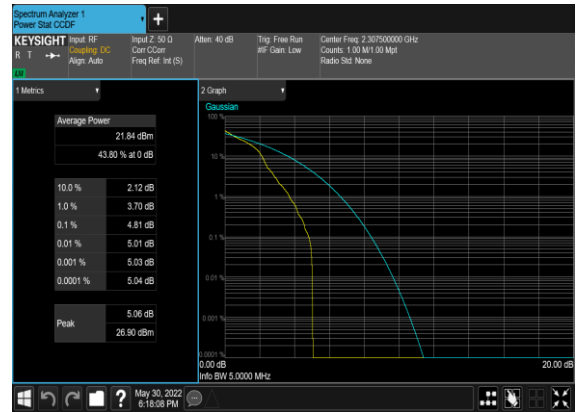 Spectrum Analyzer 1
Power Stat CCDF
+
KEYSIGHT
R T
LXI
Input: RF
Coupling: DC
Align: Auto
Input Z: 50 Ω
Corr CCorr
Freq Ref: Int (S)
Atten: 40 dB
Trig: Free Run
#IF Gain: Low
Center Freq: 2.307500000 GHz
Counts: 1.00 M/1.00 Mpt
Radio Std: None
1 Metrics
Average Power
21.84 dBm
43.80 % at 0 dB
10.0 % 2.12 dB
1.0 % 3.70 dB
0.1 % 4.81 dB
0.01 % 5.01 dB
0.001 % 5.03 dB
0.0001 % 5.04 dB
Peak
5.06 dB
26.90 dBm
2 Graph
Gaussian
100 %
10 %
1 %
0.1 %
0.01 %
0.001 %
0.0001 %
0.00 dB
20.00 dB
Info BW 5.0000 MHz
?
May 30, 2022
6:18:08 PM